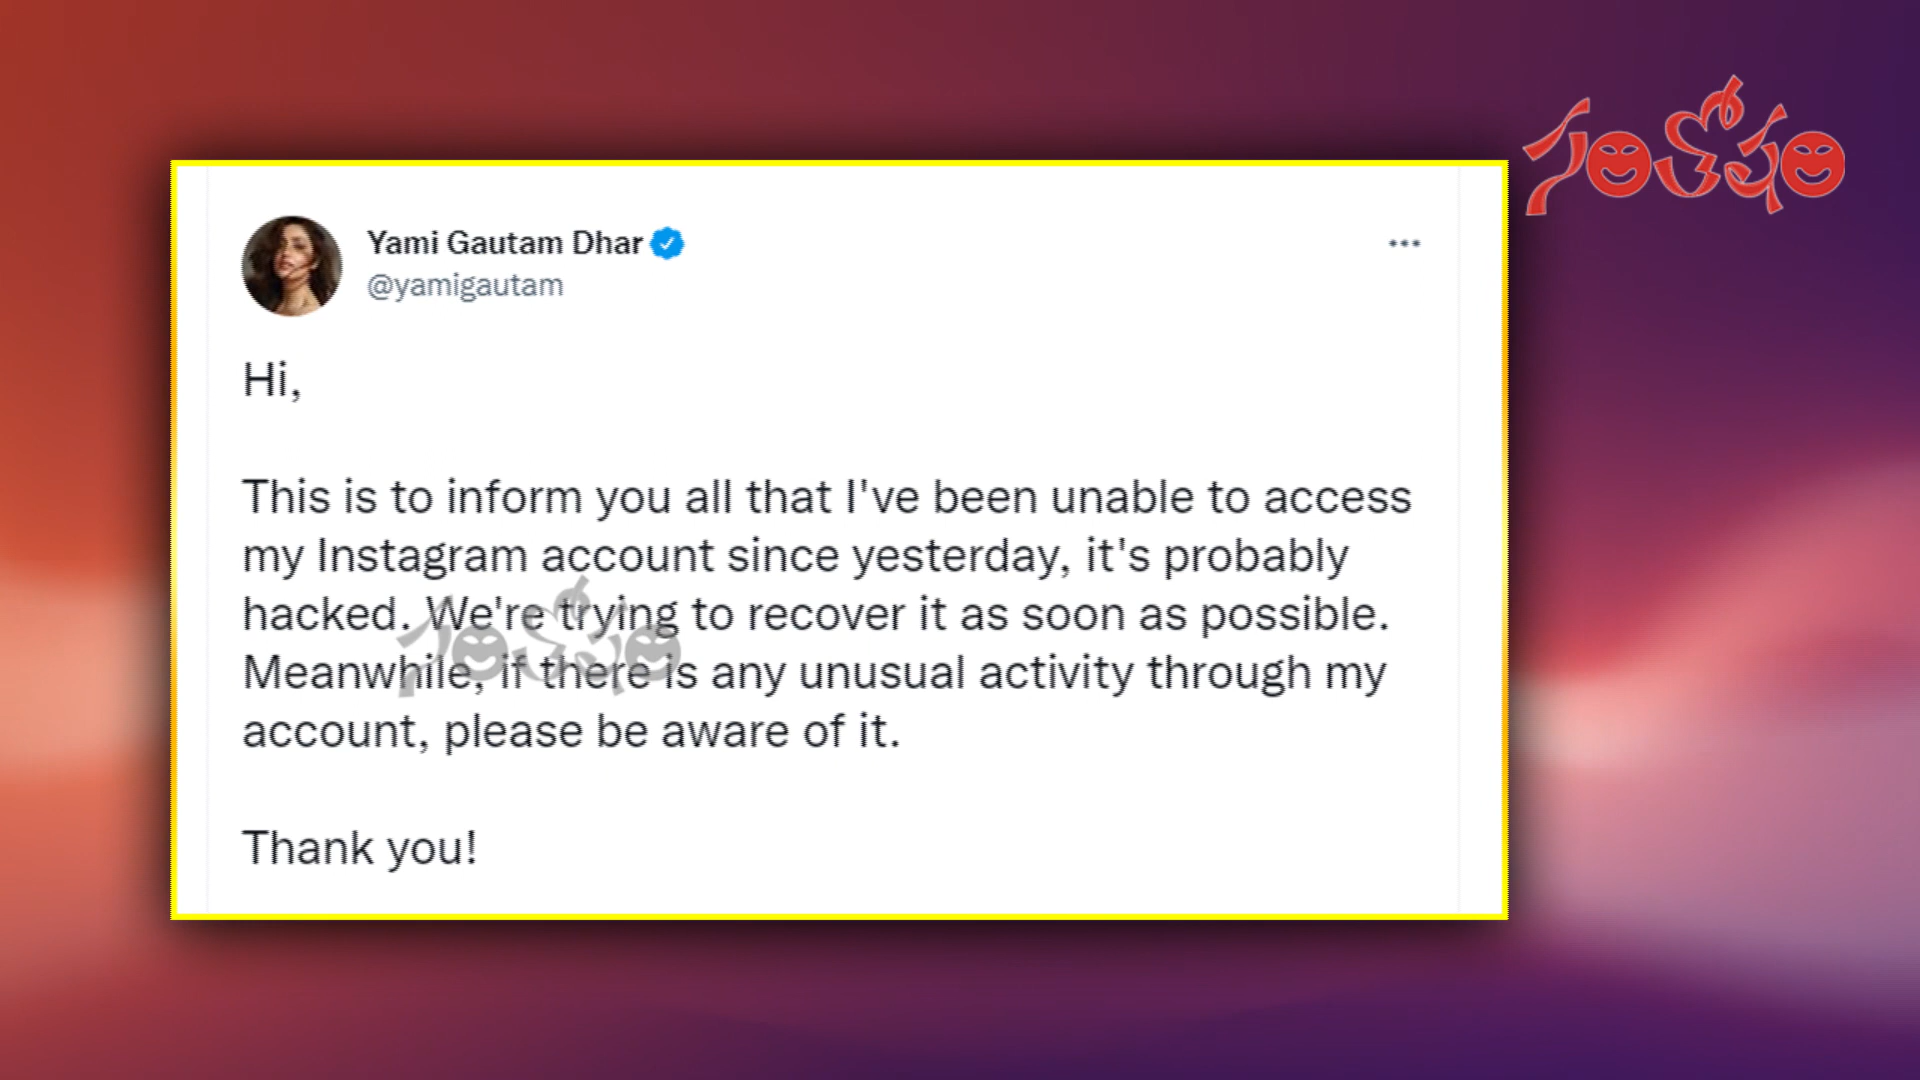 Yami Gautam Dhar
@yamigautam
Hi,
This is to inform you all that I've been unable to access
my Instagram account since yesterday, it's probably
hacked. We're trying to recover it as soon as possible.
Meanwhile, if there is any unusual activity through my
account, please be aware of it.
Thank you!